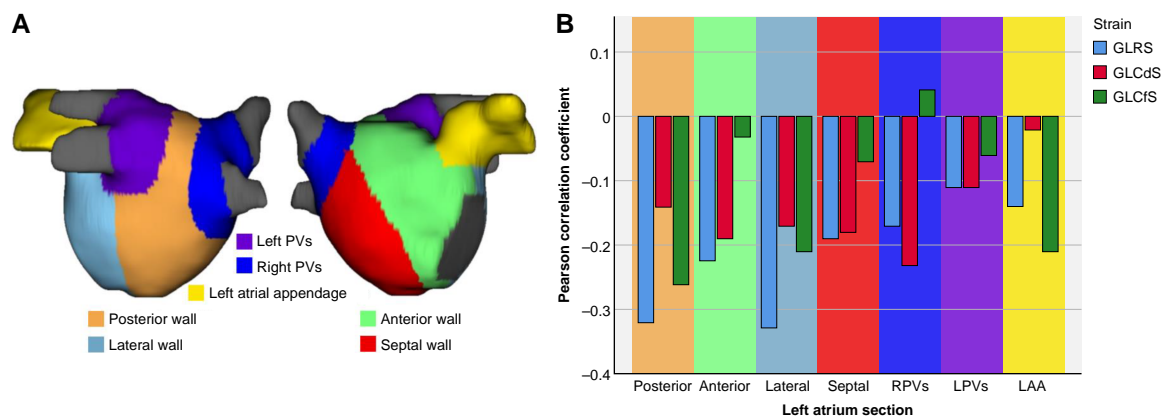 A
Left PVs
Right PVs
Left atrial appendage
Posterior wall
Anterior wall
Lateral wall
Septal wall
B
Strain
GLRS
GLCdS
GLCfS
Pearson correlation coefficient
0.1
0
–0.1
–0.2
–0.3
–0.4
Posterior Anterior Lateral Septal RPVs LPVs LAA
Left atrium section